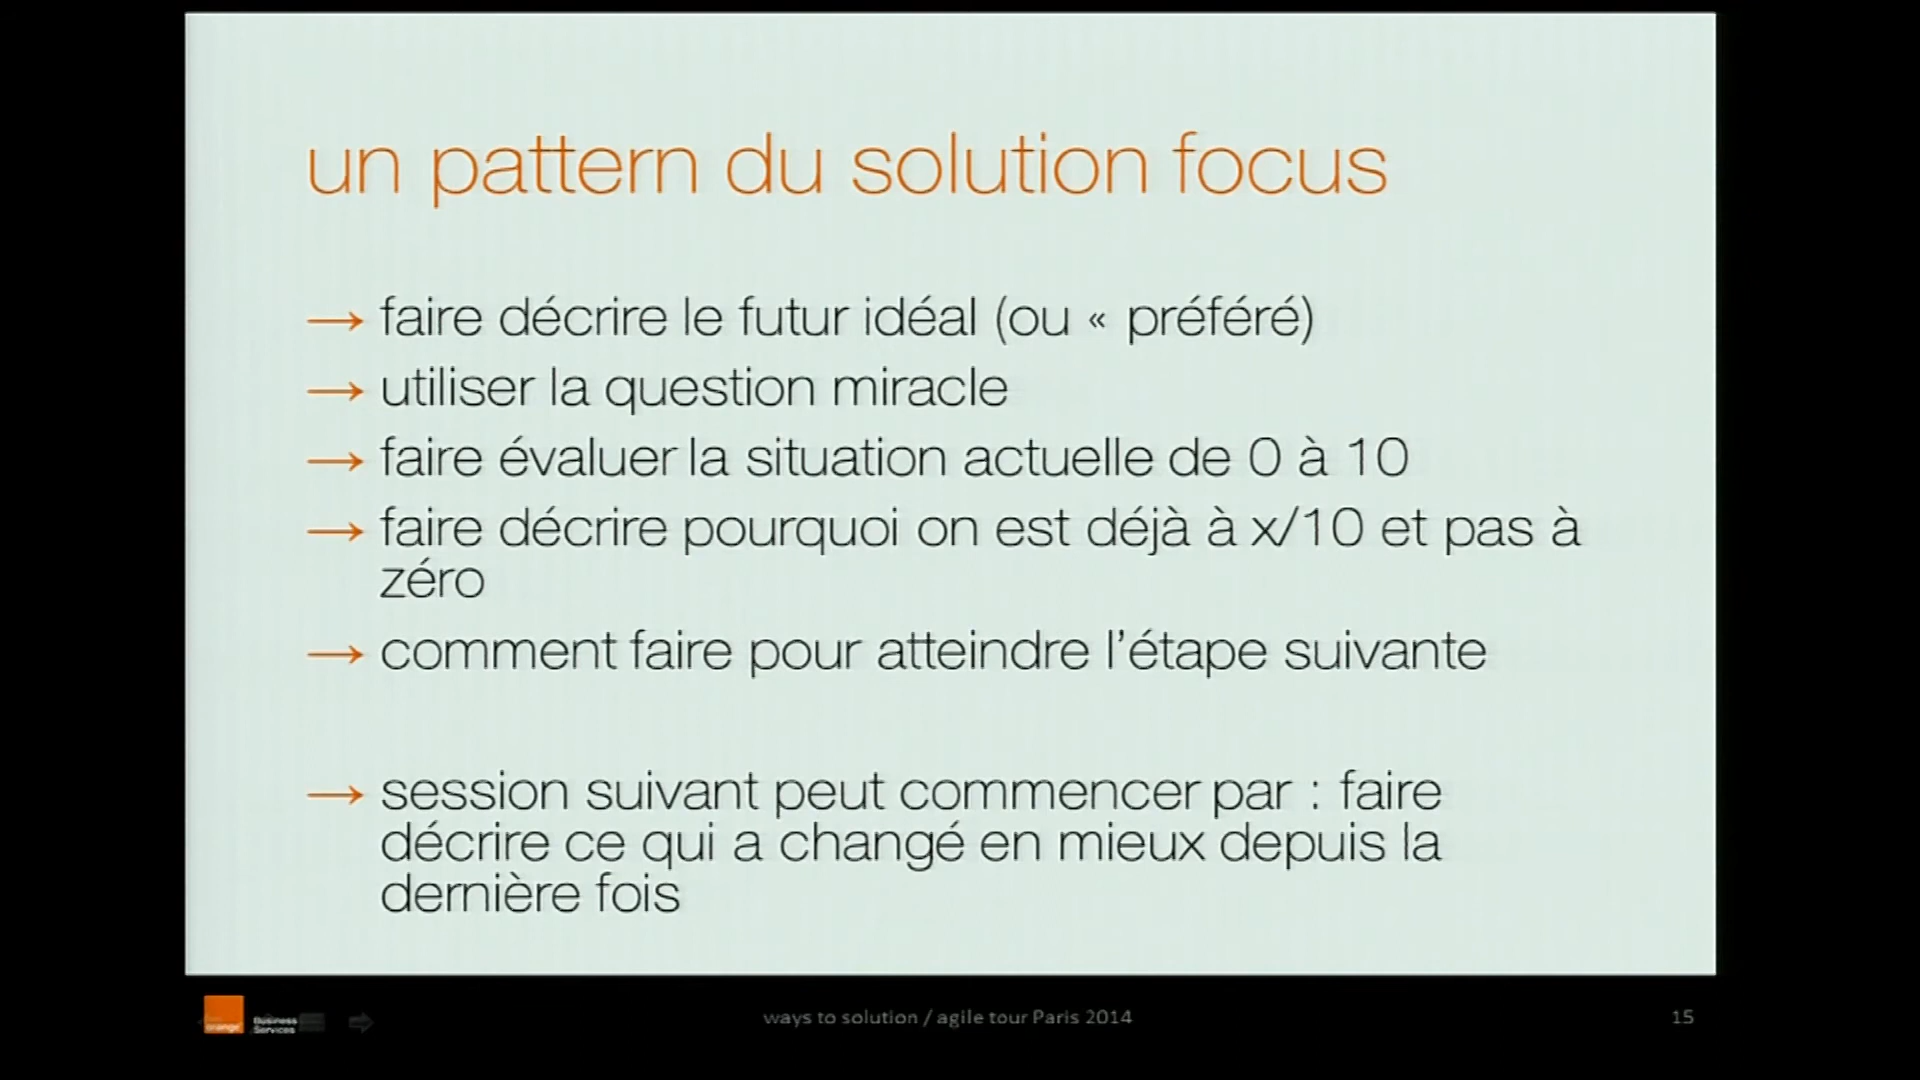 un pattern du solution focus
→ faire décrire le futur idéal (ou « préféré)
→ utiliser la question miracle
→ faire évaluer la situation actuelle de 0 à 10
→ faire décrire pourquoi on est déjà à x/10 et pas à
zéro
→ comment faire pour atteindre l’étape suivante
→ session suivant peut commencer par : faire
décrire ce qui a changé en mieux depuis la
dernière fois
orange
Business
Services
ways to solution / agile tour Paris 2014
15